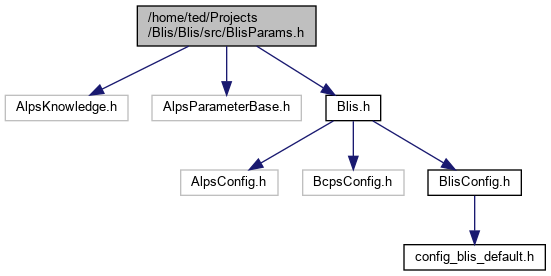 /home/ted/Projects
/Blis/Blis/src/BlisParams.h
AlpsKnowledge.h
AlpsParameterBase.h
Blis.h
AlpsConfig.h
BcpsConfig.h
BlisConfig.h
config_blis_default.h